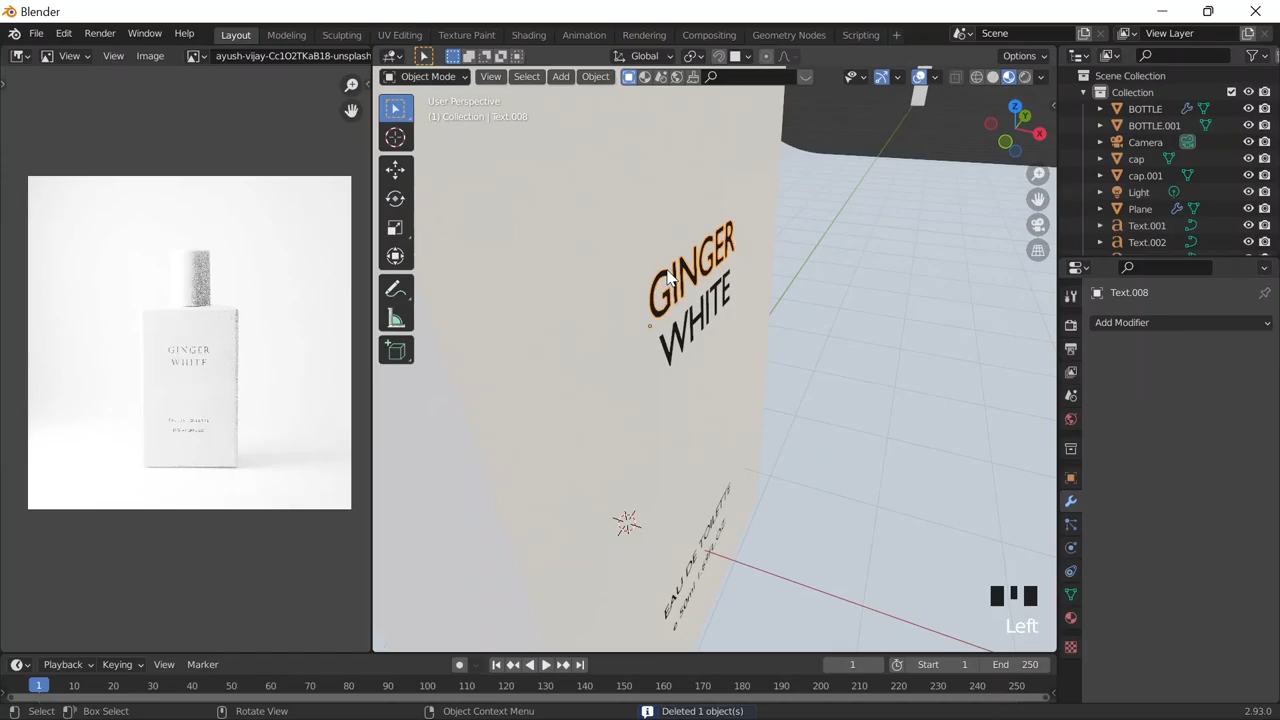 Blender
File Edit Render Window Help Layout Modeling Sculpting UV Editing Texture Paint Shading Animation Rendering Compositing Geometry Nodes Scripting + Scene View Layer
View View Image ayush-vijay-Cc1O2TKaB18-unsplash Global Options
Object Mode View Select Add Object
User Perspective
(1) Collection | Text.008
Z Y X
Scene Collection
Collection
BOTTLE
BOTTLE.001
Camera
cap
cap.001
Light
Plane
Text.001
Text.002
Text.008
Add Modifier
GINGER
WHITE
GINGER
WHITE
EAU DE TOILETTE
Left
Playback Keying View Marker 1 Start 1 End 250
1 10 20 30 40 50 60 70 80 90 100 110 120 130 140 150 160 170 180 190 200 210 220 230 240 250
Select Box Select Rotate View Object Context Menu Deleted 1 object(s) 2.93.0